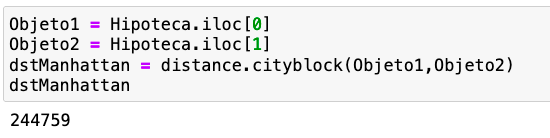 Objeto1 = Hipoteca.iloc[0]
Objeto2 = Hipoteca.iloc[1]
dstManhattan = distance.cityblock(Objeto1,Objeto2)
dstManhattan
244759